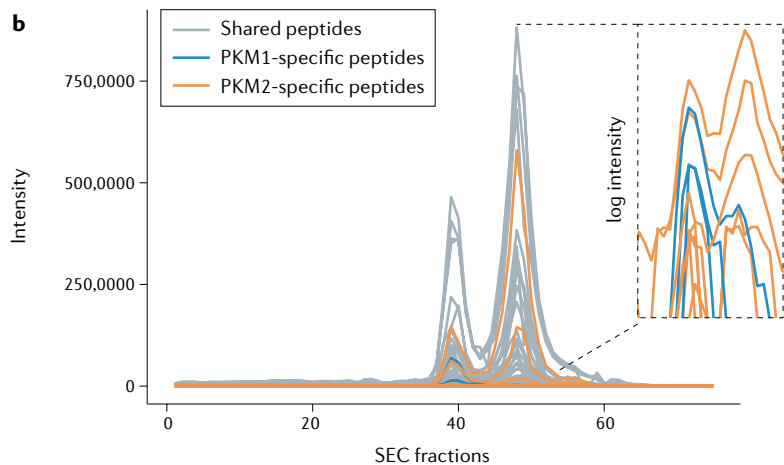 b
Shared peptides
PKM1-specific peptides
PKM2-specific peptides
Intensity
750,0000
500,0000
250,0000
0
0 20 40 60
SEC fractions
log intensity